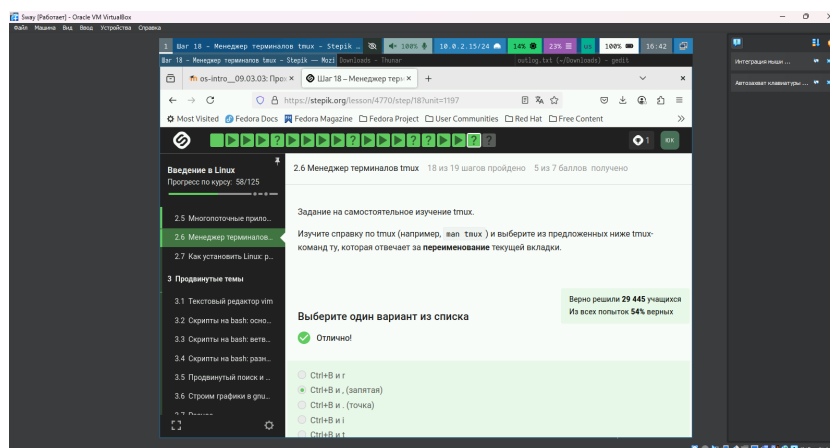 Sway [Работает] - Oracle VM VirtualBox
Файл Машина Вид Ввод Устройства Справка
1 Шаг 18 – Менеджер терминалов tmux – Stepik … 100% 10.0.2.15/24 14% 23% us 100% 16:42
Шаг 18 – Менеджер терминалов tmux – Stepik — Mozi Downloads - Thunar outlog.txt (~/Downloads) - gedit
os-intro__09.03.03: Про× Шаг 18 – Менеджер терм × +
https://stepik.org/lesson/4770/step/18?unit=1197
Most Visited Fedora Docs Fedora Magazine Fedora Project User Communities Red Hat Free Content
1 ЮК
Введение в Linux
Прогресс по курсу: 58/125
2.6 Менеджер терминалов tmux 18 из 19 шагов пройдено 5 из 7 баллов получено
2.5 Многопоточные прило…
2.6 Менеджер терминалов…
2.7 Как установить Linux: р…
3 Продвинутые темы
3.1 Текстовый редактор vim
3.2 Скрипты на bash: осно…
3.3 Скрипты на bash: ветв…
3.4 Скрипты на bash: разн…
3.5 Продвинутый поиск и …
3.6 Строим графики в gnu…
3.7 Разное
Задание на самостоятельное изучение tmux.
Изучите справку по tmux (например, man tmux ) и выберите из предложенных ниже tmux-
команд ту, которая отвечает за переименование текущей вкладки.
Верно решили 29 445 учащихся
Из всех попыток 54% верных
Выберите один вариант из списка
Отлично!
Ctrl+B и r
Ctrl+B и , (запятая)
Ctrl+B и . (точка)
Ctrl+B и i
Ctrl+B и t
Интеграция мыши ...
Автозахват клавиатуры ...